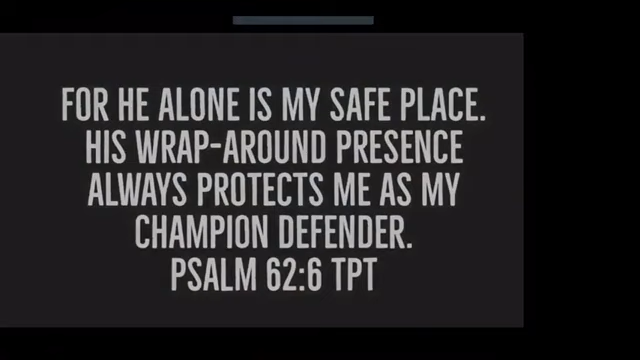 FOR HE ALONE IS MY SAFE PLACE.
HIS WRAP-AROUND PRESENCE
ALWAYS PROTECTS ME AS MY
CHAMPION DEFENDER.
PSALM 62:6 TPT